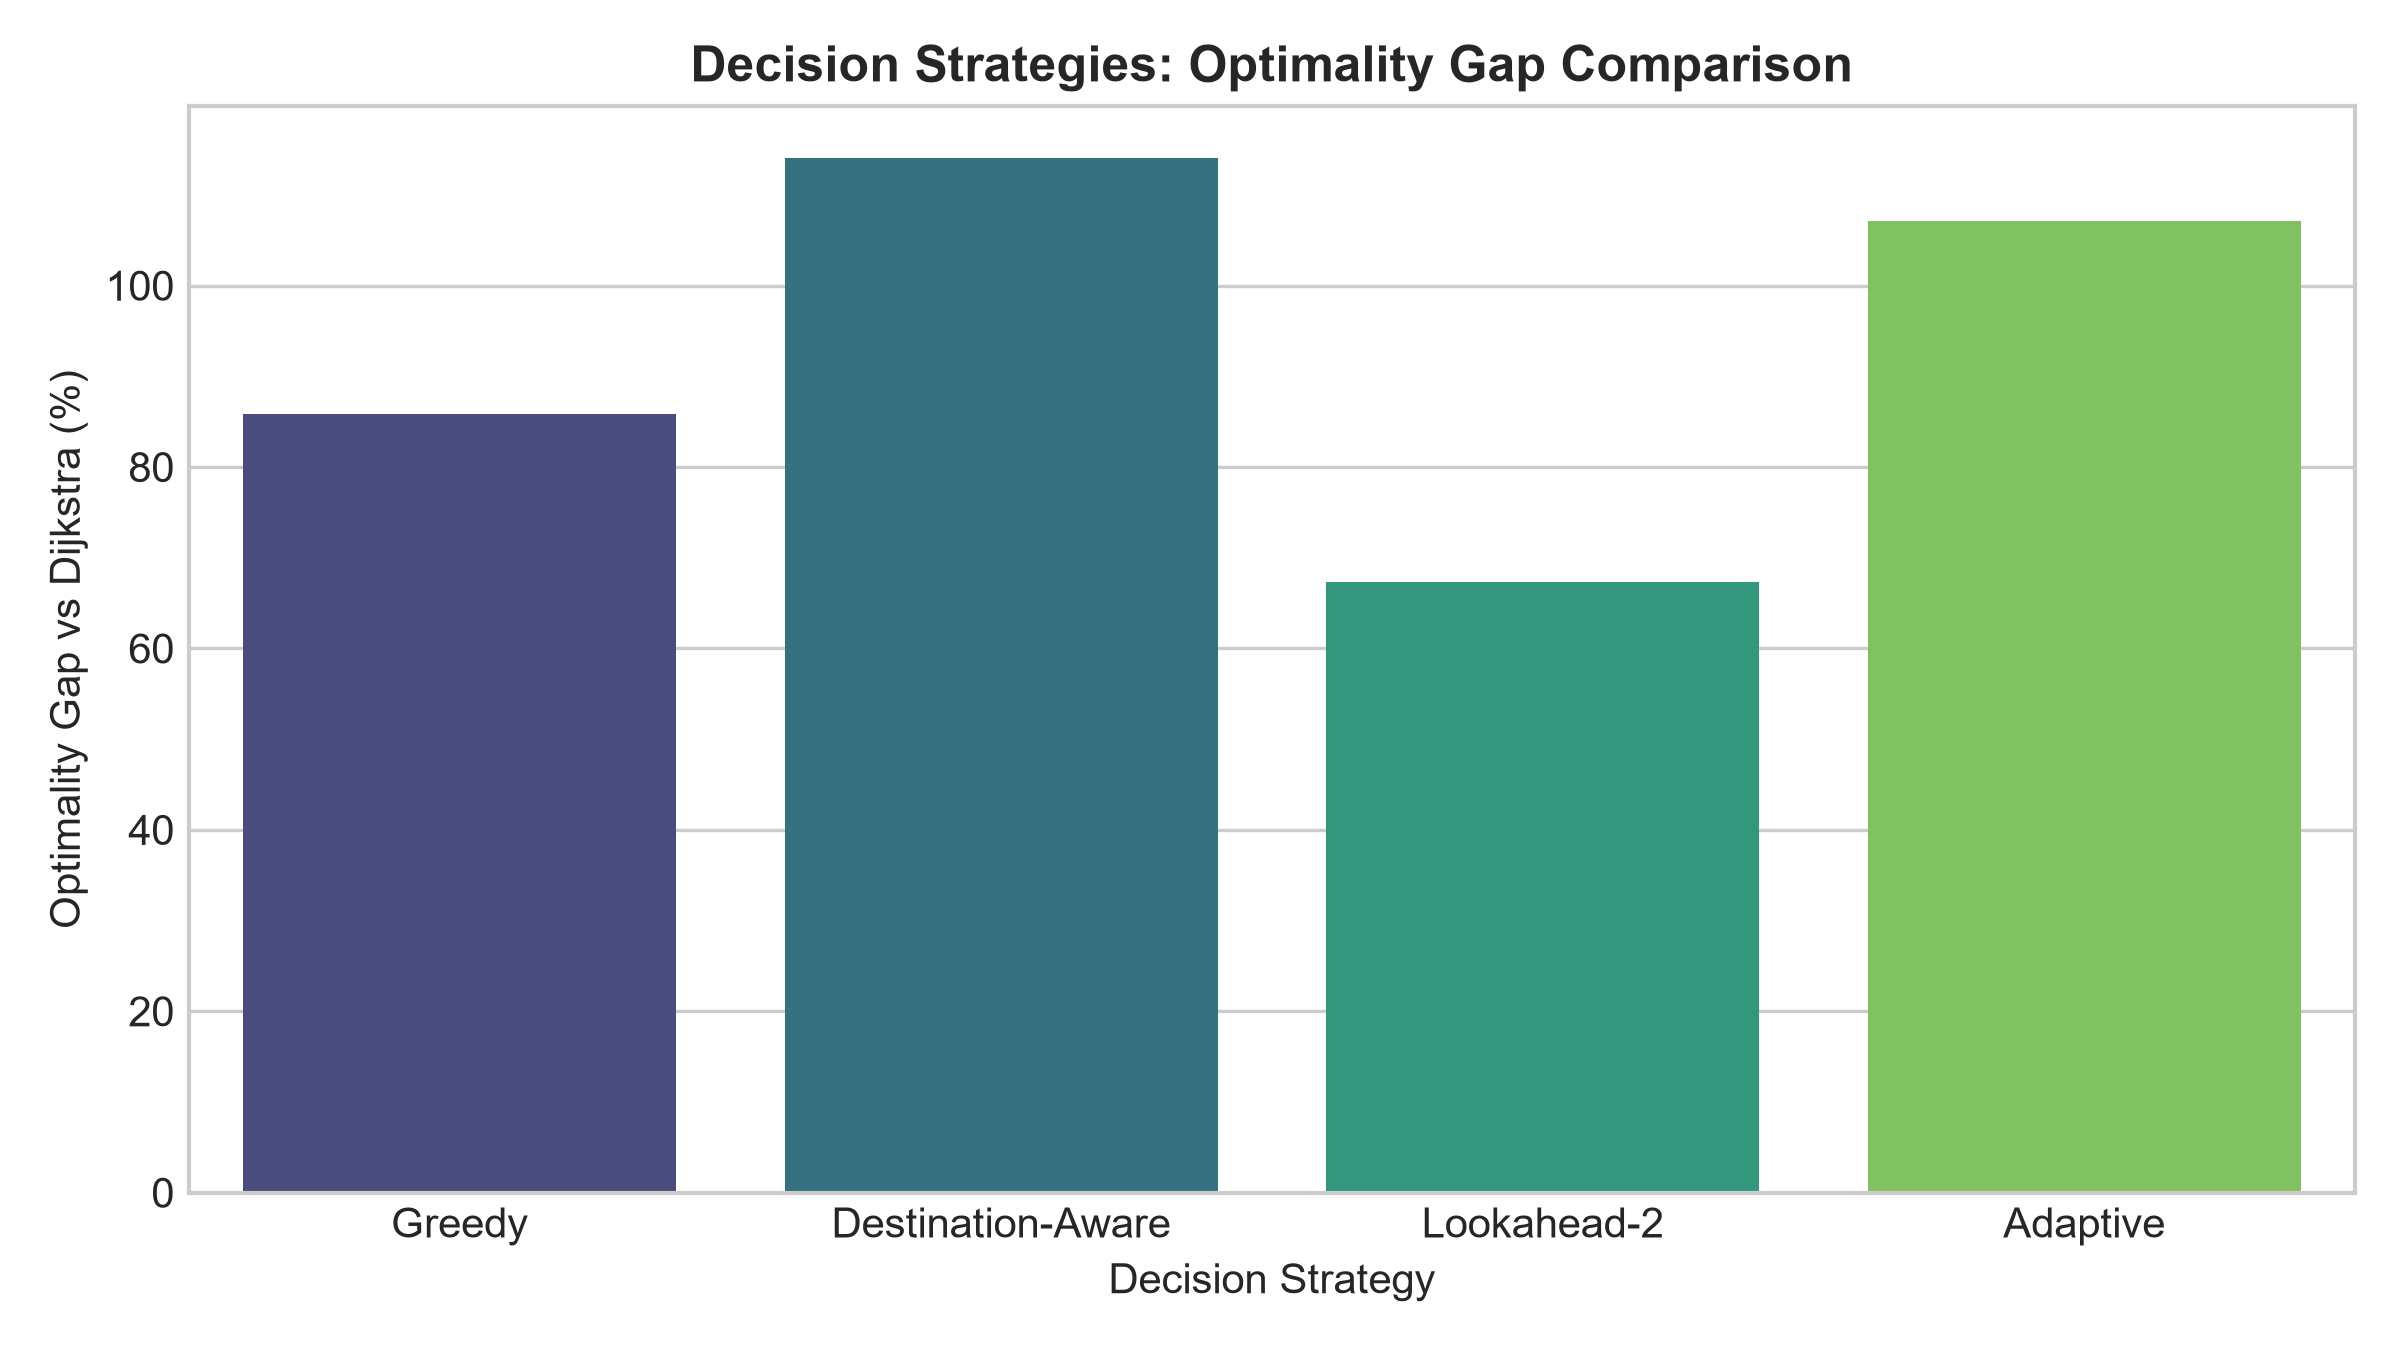 Decision Strategies: Optimality Gap Comparison
Optimality Gap vs Dijkstra (%)
100
80
60
40
20
0
Greedy
Destination-Aware
Lookahead-2
Adaptive
Decision Strategy